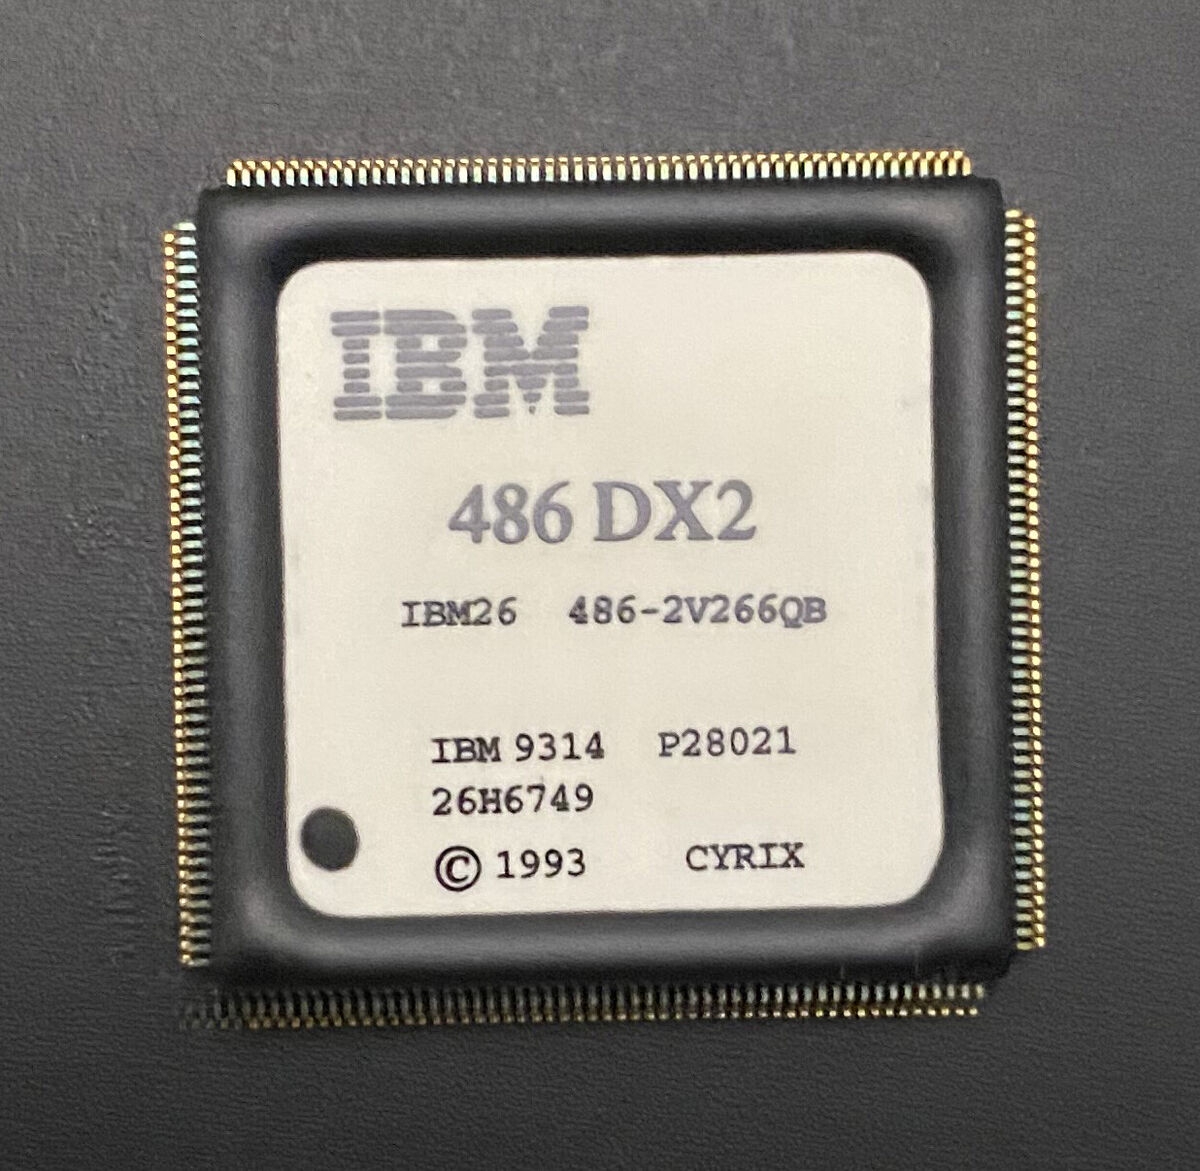 IBM
486 DX2
IBM26 486-2V266QB
IBM 9314 P28021
26H6749
© 1993 CYRIX